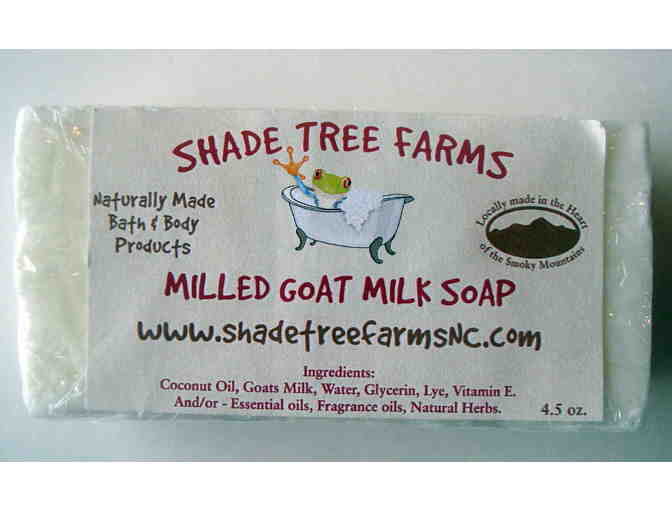 SHADE TREE FARMS
Naturally Made
Bath & Body
Products
Locally made in the Heart
of the Smoky Mountains
MILLED GOAT MILK SOAP
www.shadetreefarmsNC.com
Ingredients:
Coconut Oil, Goats Milk, Water, Glycerin, Lye, Vitamin E.
And/or - Essential oils, Fragrance oils, Natural Herbs.
4.5 oz.